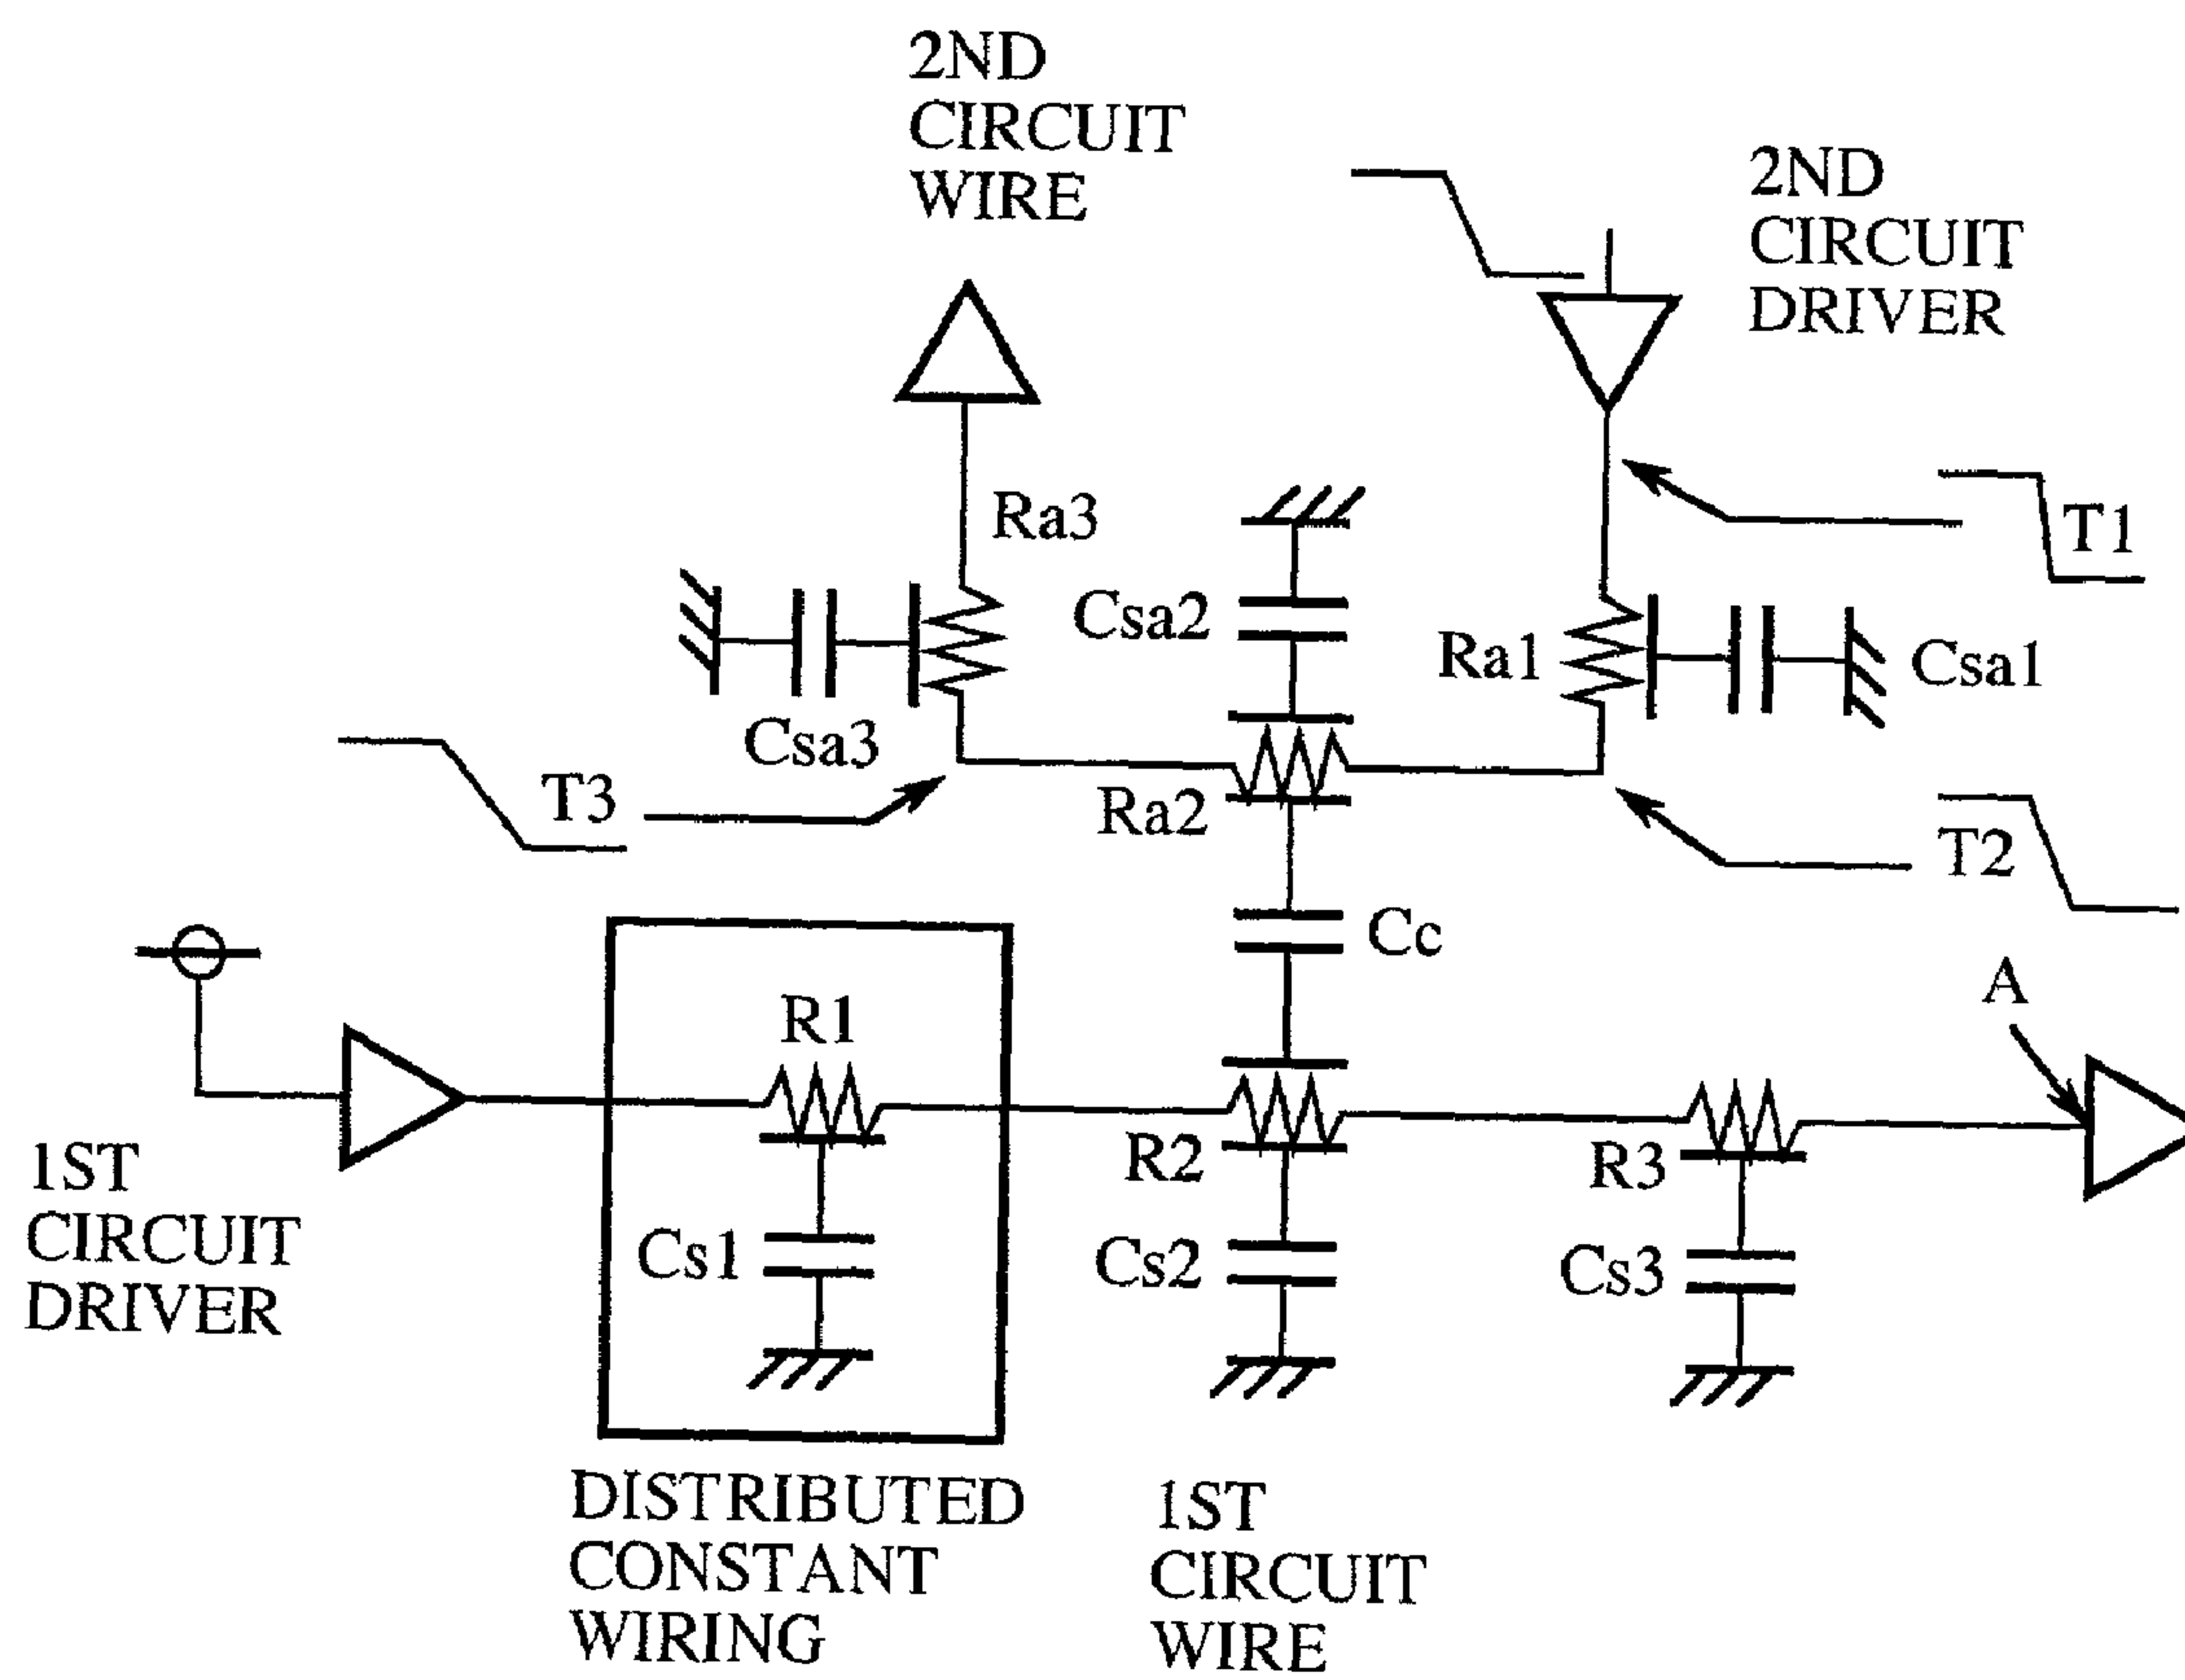 2ND
CIRCUIT
WIRE
2ND
CIRCUIT
DRIVER
Ra3
T1
Csa2
Ra1
Csa1
Csa3
T3
Ra2
T2
Cc
A
R1
1ST
CIRCUIT
DRIVER
R2
R3
Cs1
Cs2
Cs3
DISTRIBUTED
CONSTANT
WIRING
1ST
CIRCUIT
WIRE